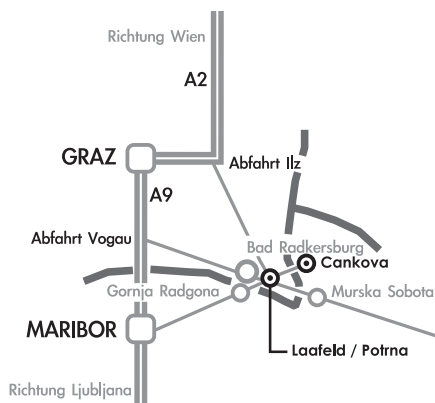 Richtung Wien
A2
GRAZ
Abfahrt Ilz
A9
Abfahrt Vogau
Bad Radkersburg
Cankova
Gornja Radgona
Murska Sobota
MARIBOR
Laafeld / Potrna
Richtung Ljubljana